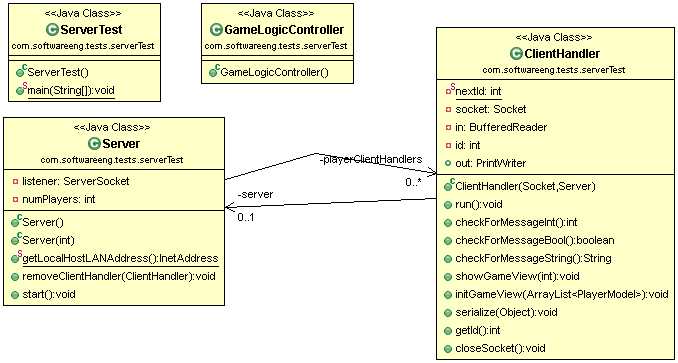 <<Java Class>>
ServerTest
com.softwareeng.tests.serverTest
ServerTest()
main(String[]):void
<<Java Class>>
GameLogicController
com.softwareeng.tests.serverTest
GameLogicController()
<<Java Class>>
ClientHandler
com.softwareeng.tests.serverTest
nextId: int
socket: Socket
in: BufferedReader
id: int
out: PrintWriter
ClientHandler(Socket,Server)
run():void
checkForMessageInt():int
checkForMessageBool():boolean
checkForMessageString():String
showGameView(int):void
initGameView(ArrayList<PlayerModel>):void
serialize(Object):void
getId():int
closeSocket():void
<<Java Class>>
Server
com.softwareeng.tests.serverTest
listener: ServerSocket
numPlayers: int
Server()
Server(int)
getLocalHostLANAddress():InetAddress
removeClientHandler(ClientHandler):void
start():void
-playerClientHandlers
0..*
-server
0..1